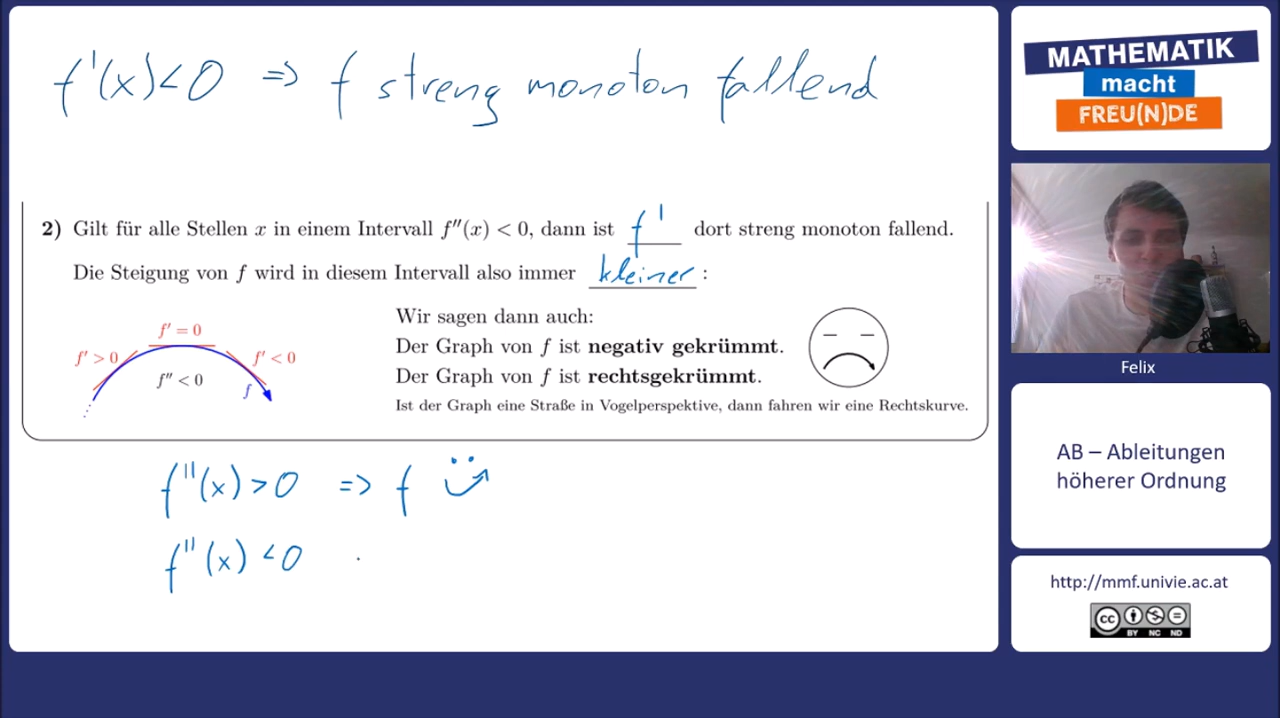 f'(x)<0 => f streng monoton fallend
2) Gilt für alle Stellen x in einem Intervall f''(x) < 0, dann ist f' dort streng monoton fallend.
Die Steigung von f wird in diesem Intervall also immer kleiner :
f' = 0
f' > 0
f' < 0
f'' < 0
f
Wir sagen dann auch:
Der Graph von f ist negativ gekrümmt.
Der Graph von f ist rechtsgekrümmt.
Ist der Graph eine Straße in Vogelperspektive, dann fahren wir eine Rechtskurve.
f''(x) > 0 => f
f''(x) < 0
MATHEMATIK
macht
FREU(N)DE
Felix
AB – Ableitungen
höherer Ordnung
http://mmf.univie.ac.at
cc
BY NC ND